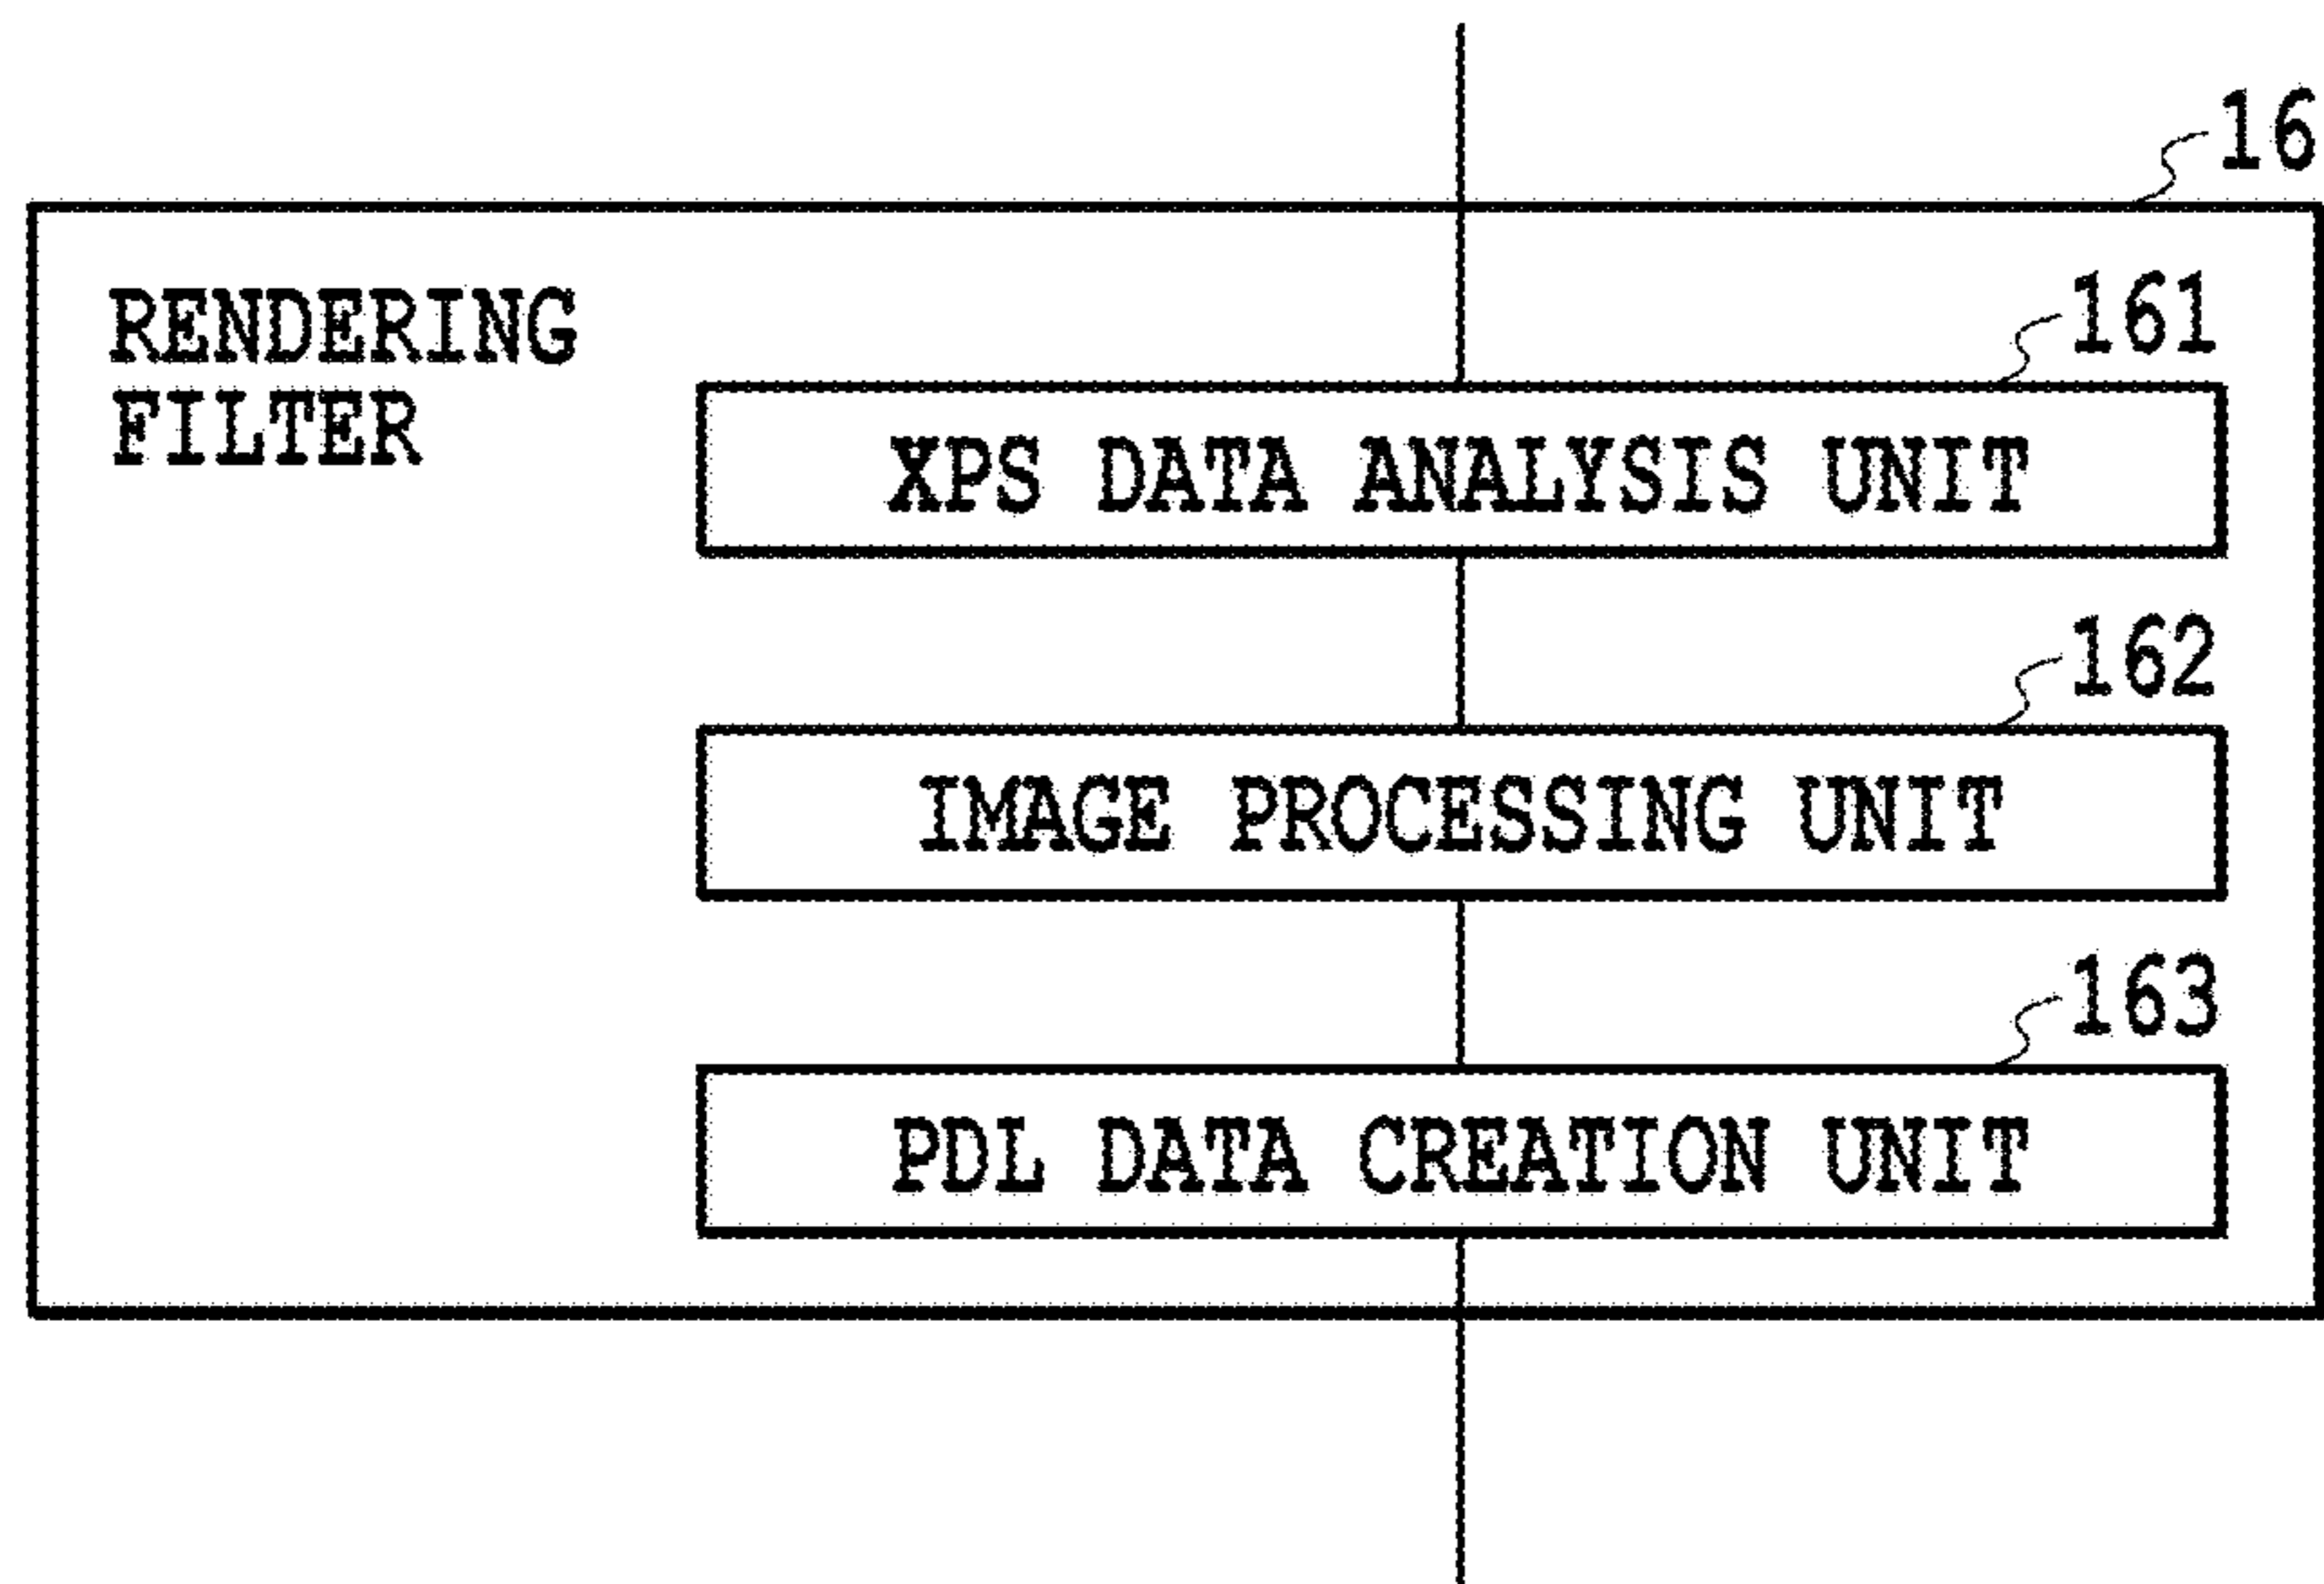 16
RENDERING
FILTER
161
XPS DATA ANALYSIS UNIT
162
IMAGE PROCESSING UNIT
163
PDL DATA CREATION UNIT